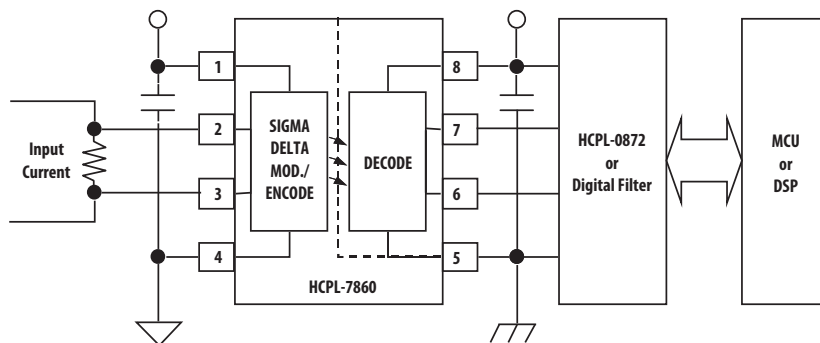 1
2
3
4
Input
Current
SIGMA
DELTA
MOD./
ENCODE
DECODE
HCPL-7860
8
7
6
5
HCPL-0872
or
Digital Filter
MCU
or
DSP